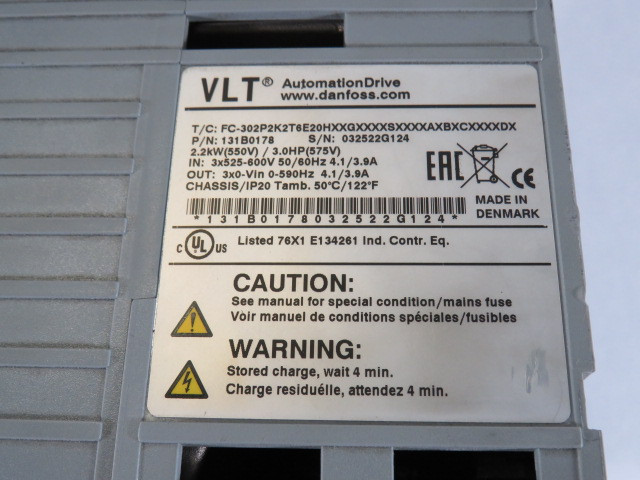 VLT® AutomationDrive
www.danfoss.com
T/C: FC-302P2K2T6E20HXXGXXXXSXXXXAXBXCXXXXDX
P/N: 131B0178 S/N: 032522G124
2.2kW(550V) / 3.0HP(575V)
IN: 3x525-600V 50/60Hz 4.1/3.9A
OUT: 3x0-Vin 0-590Hz 4.1/3.9A
CHASSIS/IP20 Tamb. 50°C/122°F
EAC CE
*131B0178032522G124*
MADE IN
DENMARK
c UL US Listed 76X1 E134261 Ind. Contr. Eq.
CAUTION:
See manual for special condition/mains fuse
Voir manuel de conditions spéciales/fusibles
WARNING:
Stored charge, wait 4 min.
Charge residuélle, attendez 4 min.